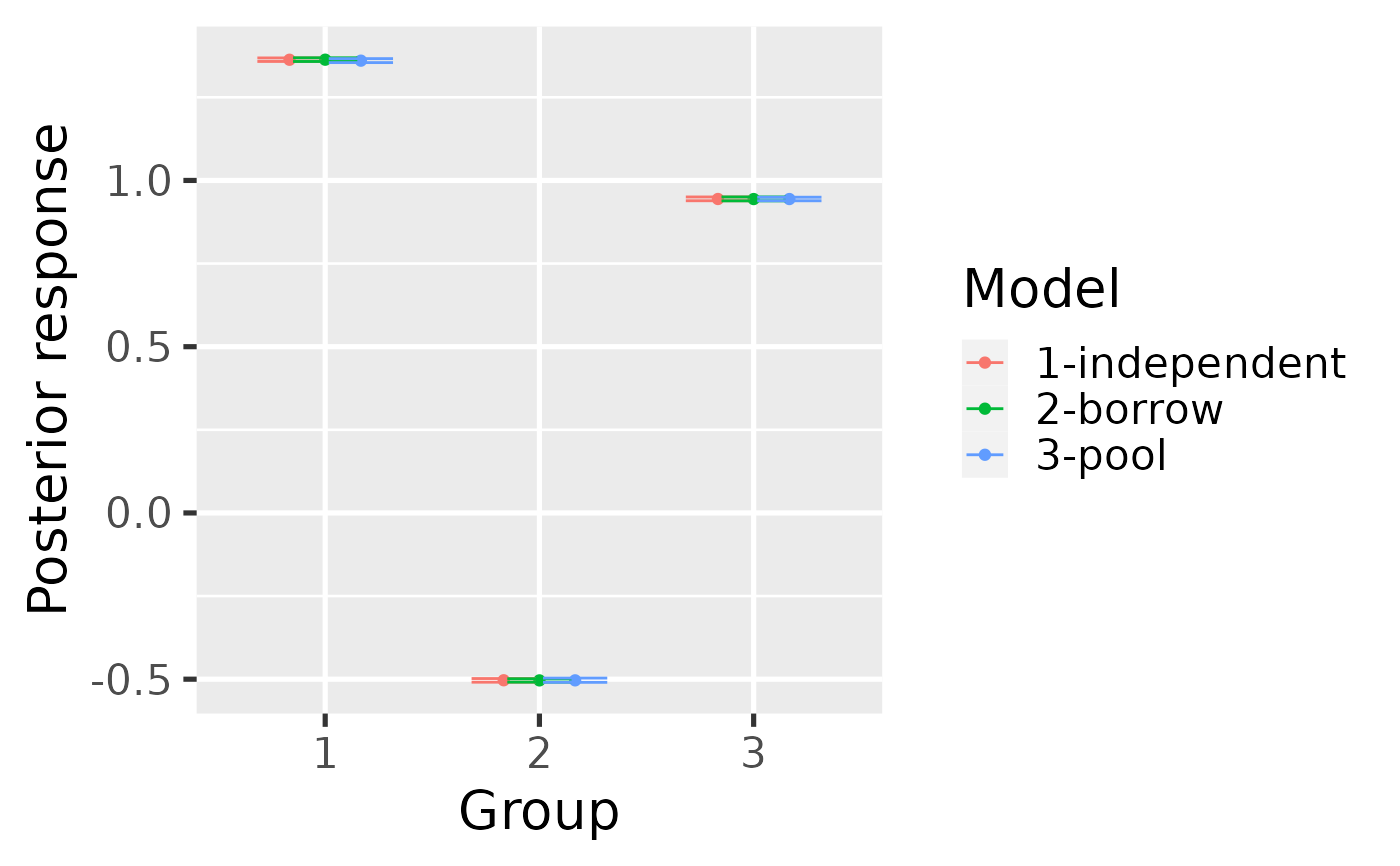 Posterior response
1.0
0.5
0.0
-0.5
1 2 3
Group
Model
1-independent
2-borrow
3-pool